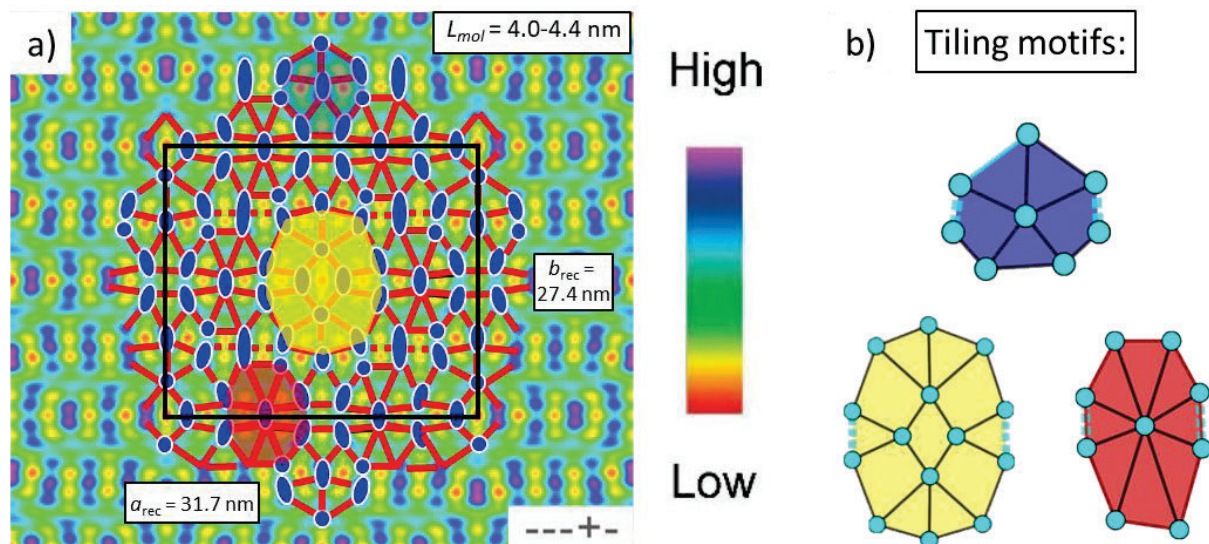 a)
L_mol = 4.0-4.4 nm
High
b)
Tiling motifs:
b_rec =
27.4 nm
a_rec = 31.7 nm
Low
---+-